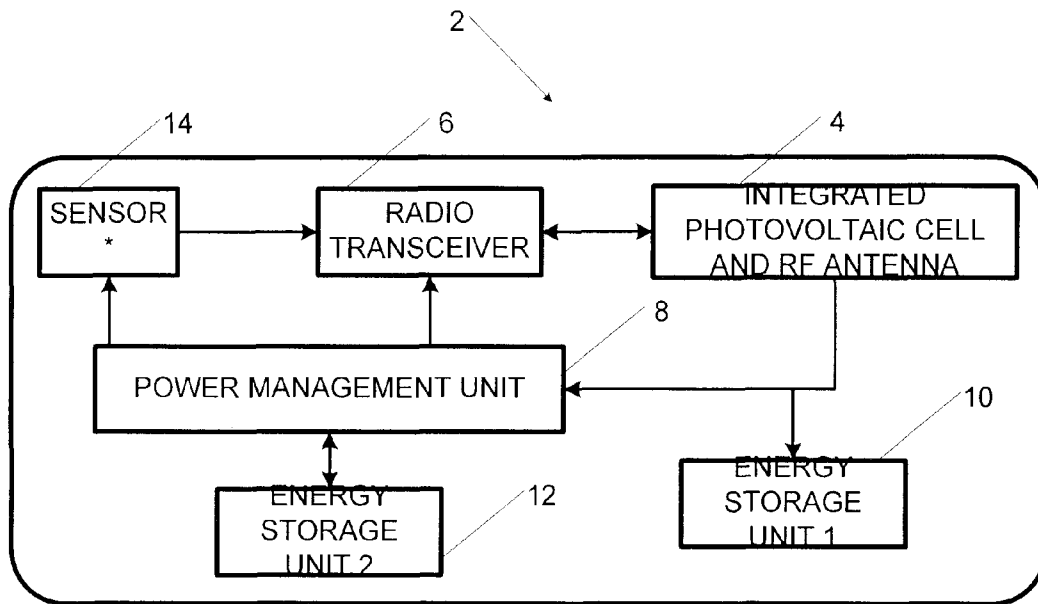 2
14
6
4
SENSOR
*
RADIO
TRANSCEIVER
INTEGRATED
PHOTOVOLTAIC CELL
AND RF ANTENNA
8
POWER MANAGEMENT UNIT
10
ENERGY
STORAGE
UNIT 1
12
ENERGY
STORAGE
UNIT 2